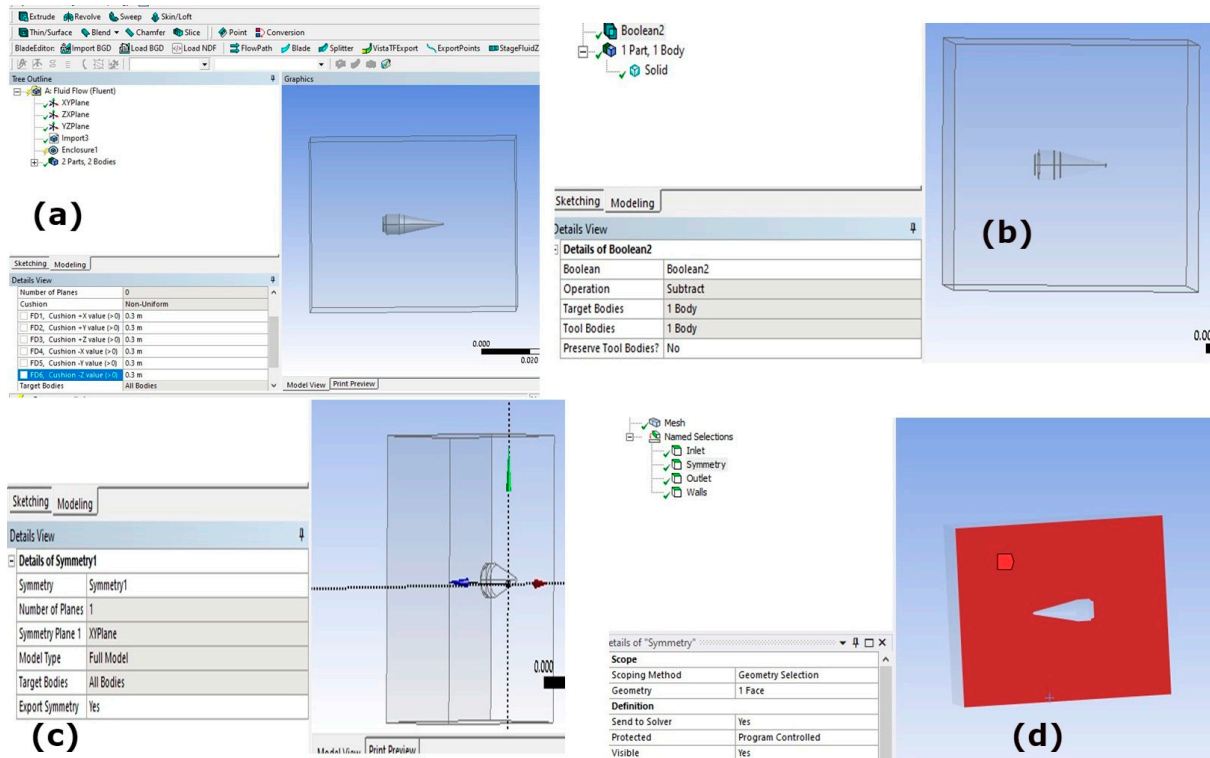 Extrude Revolve Sweep Skin/Loft
Thin/Surface Blend Chamfer Slice Point Conversion
BladeEditor: Import BGD Load BGD Load NDF FlowPath Blade Splitter VistaTFExport ExportPoints StageFluidZ
Tree Outline
Graphics
A: Fluid Flow (Fluent)
XYPlane
ZXPlane
YZPlane
Import3
Enclosure1
2 Parts, 2 Bodies
(a)
Sketching Modeling
Details View
Number of Planes 0
Cushion Non-Uniform
FD1, Cushion +X value (>0) 0.3 m
FD2, Cushion +Y value (>0) 0.3 m
FD3, Cushion +Z value (>0) 0.3 m
FD4, Cushion -X value (>0) 0.3 m
FD5, Cushion -Y value (>0) 0.3 m
FD6, Cushion -Z value (>0) 0.3 m
Target Bodies All Bodies
0.000
0.020
Model View Print Preview
Boolean2
1 Part, 1 Body
Solid
Sketching Modeling
Details View
Details of Boolean2
Boolean Boolean2
Operation Subtract
Target Bodies 1 Body
Tool Bodies 1 Body
Preserve Tool Bodies? No
(b)
0.00
Sketching Modeling
Details View
Details of Symmetry1
Symmetry Symmetry1
Number of Planes 1
Symmetry Plane 1 XYPlane
Model Type Full Model
Target Bodies All Bodies
Export Symmetry Yes
(c)
0.000
Model View Print Preview
Mesh
Named Selections
Inlet
Symmetry
Outlet
Walls
etails of "Symmetry"
Scope
Scoping Method Geometry Selection
Geometry 1 Face
Definition
Send to Solver Yes
Protected Program Controlled
Visible Yes
(d)